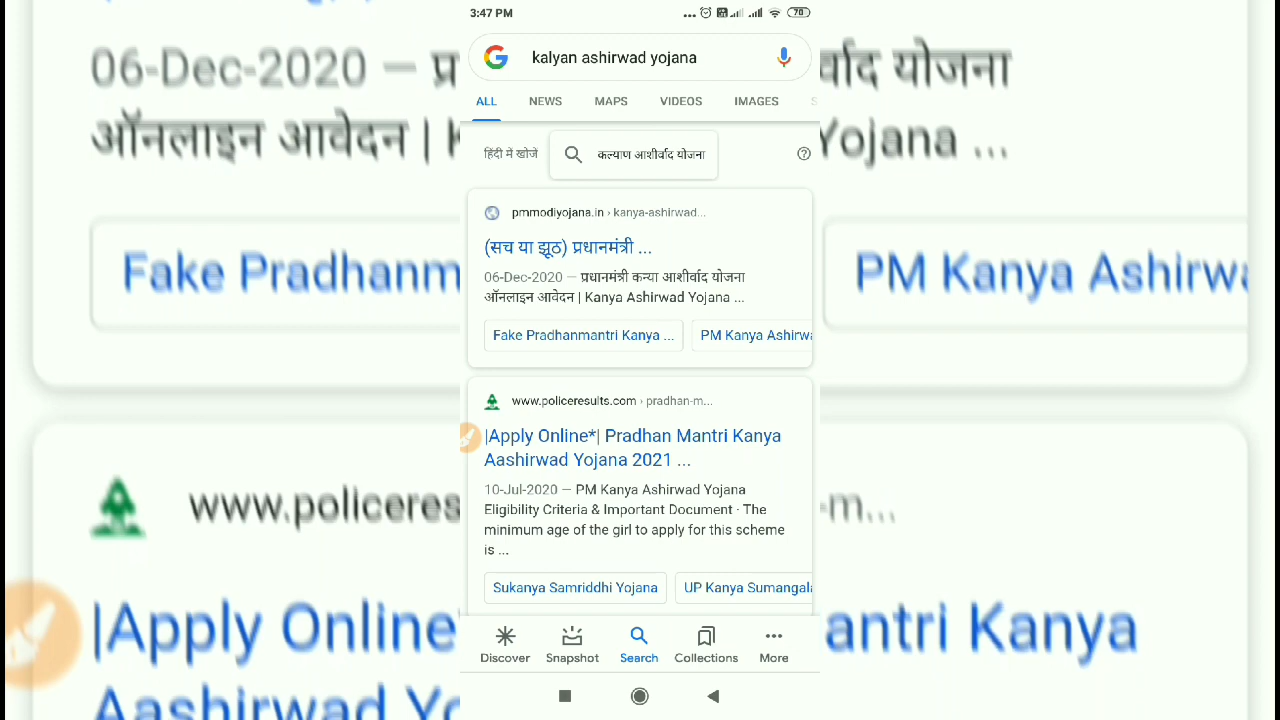 3:47 PM
70
kalyan ashirwad yojana
ALL NEWS MAPS VIDEOS IMAGES
हिंदी में खोजे कल्याण आशीर्वाद योजना
pmmodiyojana.in › kanya-ashirwad...
(सच या झूठ) प्रधानमंत्री ...
06-Dec-2020 — प्रधानमंत्री कन्या आशीर्वाद योजना
ऑनलाइन आवेदन | Kanya Ashirwad Yojana ...
Fake Pradhanmantri Kanya ... PM Kanya Ashirwa
www.policeresults.com › pradhan-m...
|Apply Online*| Pradhan Mantri Kanya
Aashirwad Yojana 2021 ...
10-Jul-2020 — PM Kanya Ashirwad Yojana
Eligibility Criteria & Important Document · The
minimum age of the girl to apply for this scheme
is ...
Sukanya Samriddhi Yojana UP Kanya Sumangala
Discover Snapshot Search Collections More
06-Dec-2020 — प्र
र्वाद योजना
ऑनलाइन आवेदन | K
Yojana ...
Fake Pradhanm
PM Kanya Ashirwa
www.policeres
-m...
|Apply Online
antri Kanya
Aashirwad Yo